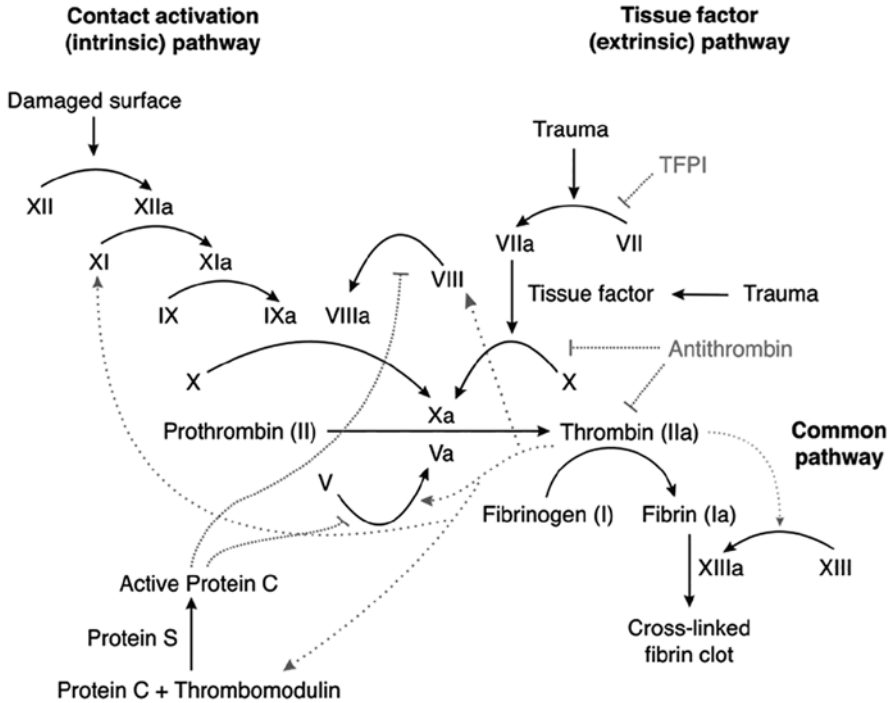 Contact activation
(intrinsic) pathway
Tissue factor
(extrinsic) pathway
Damaged surface
Trauma
TFPI
XII
XIIa
VIIa
VII
XI
XIa
VIII
IX
IXa
VIIIa
Tissue factor
Trauma
Antithrombin
X
X
Xa
Prothrombin (II)
Thrombin (IIa)
Common
pathway
Va
V
Fibrinogen (I)
Fibrin (Ia)
XIIIa
XIII
Active Protein C
Protein S
Cross-linked
fibrin clot
Protein C + Thrombomodulin